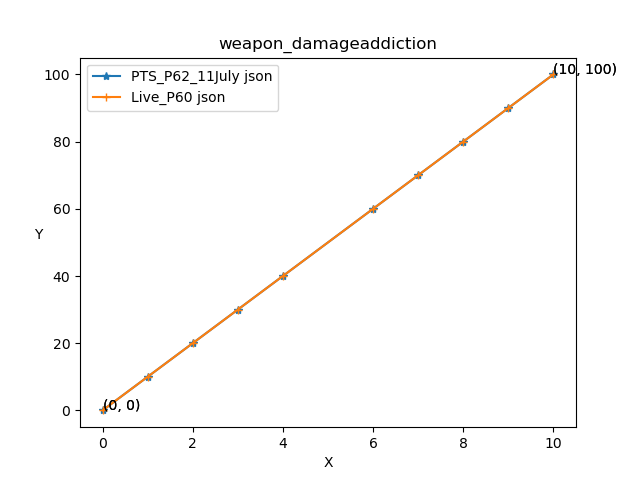 weapon_damageaddiction
PTS_P62_11July json
Live_P60 json
(10, 100)
(0, 0)
100
80
60
40
20
0
Y
0 2 4 6 8 10
X